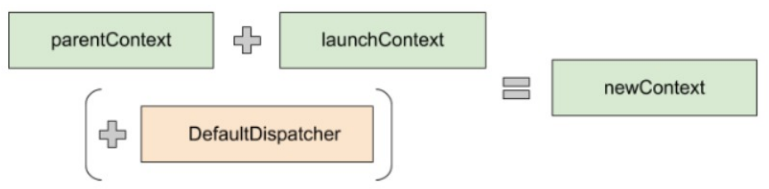 parentContext + launchContext
(+ DefaultDispatcher) = newContext